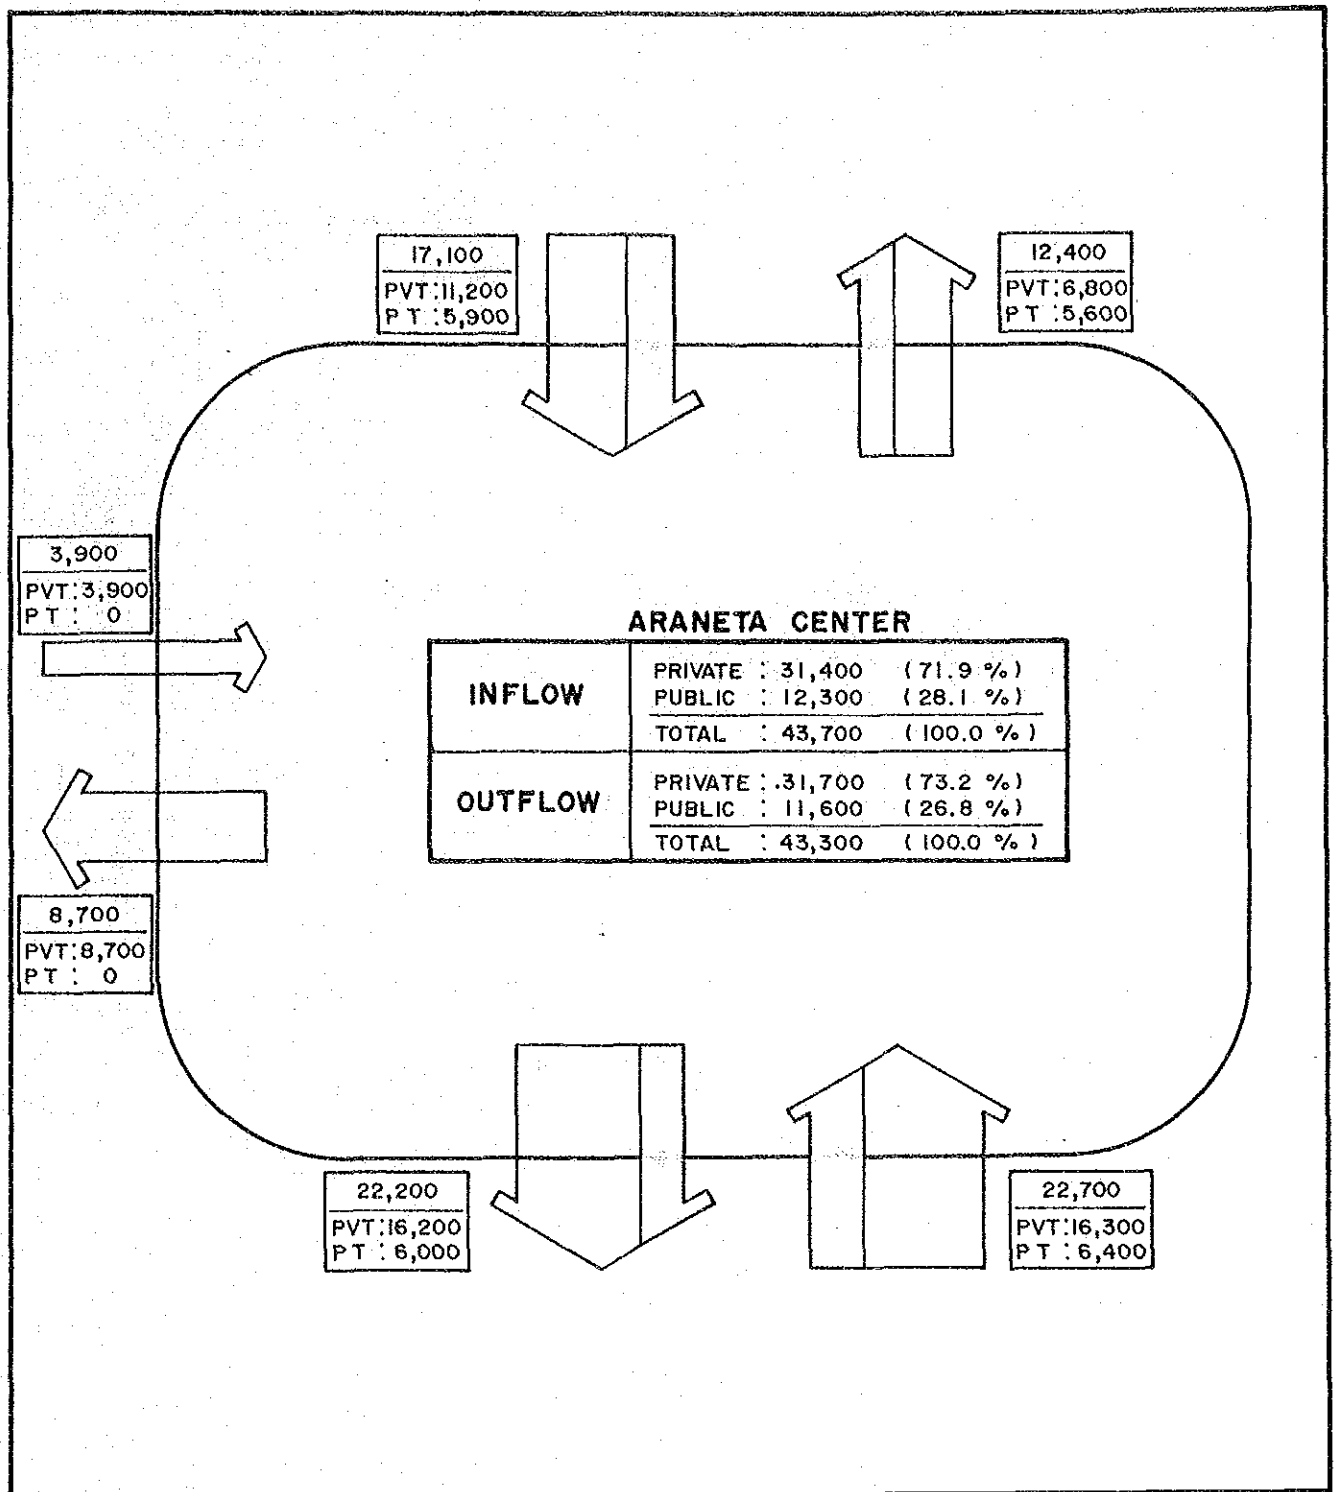 17,100
PVT:11,200
PT :5,900
12,400
PVT:6,800
PT :5,600
3,900
PVT:3,900
PT : 0
ARANETA CENTER
INFLOW
PRIVATE : 31,400 (71.9 %)
PUBLIC : 12,300 (28.1 %)
TOTAL : 43,700 (100.0 %)
OUTFLOW
PRIVATE : 31,700 (73.2 %)
PUBLIC : 11,600 (26.8 %)
TOTAL : 43,300 (100.0 %)
8,700
PVT:8,700
PT : 0
22,200
PVT:16,200
PT : 6,000
22,700
PVT:16,300
PT : 6,400